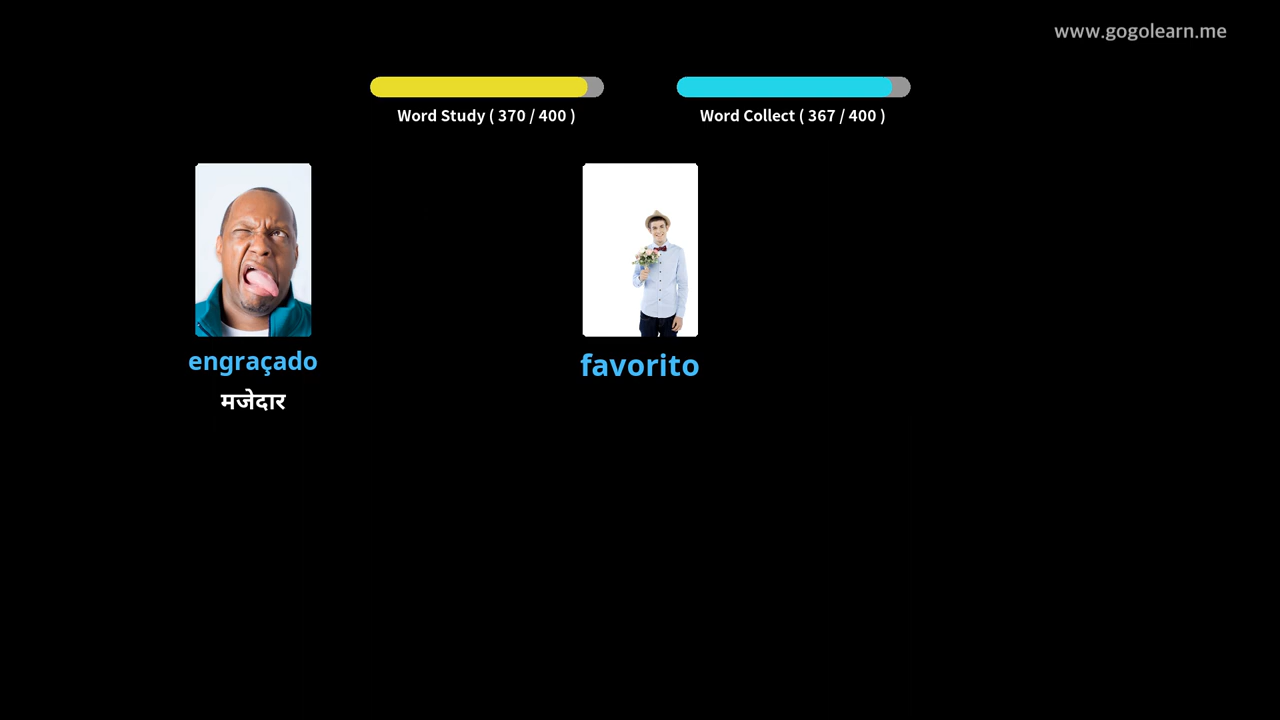 www.gogolearn.me
Word Study ( 370 / 400 )
Word Collect ( 367 / 400 )
engraçado
मजेदार
favorito